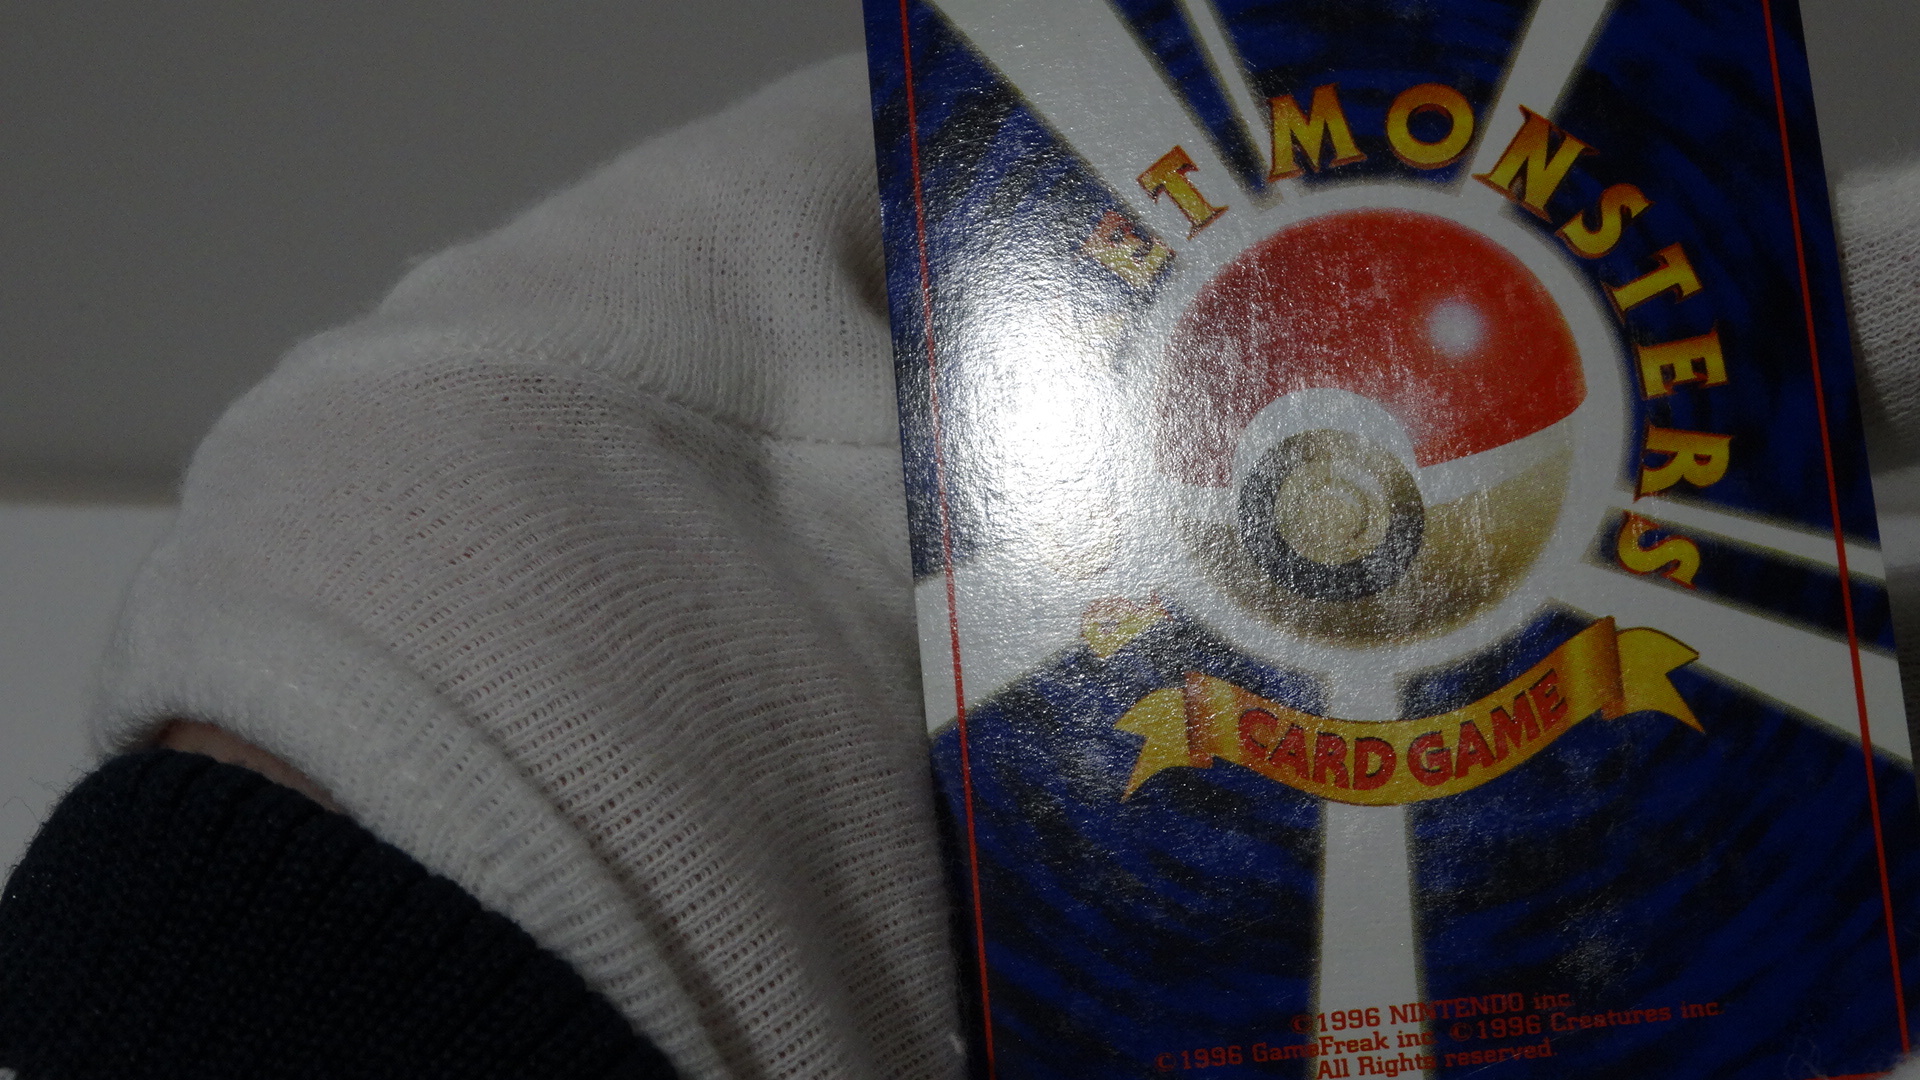 ET MONSTERS
CARD GAME
©1996 NINTENDO inc.
©1996 GameFreak inc. ©1996 Creatures inc.
All Rights reserved.